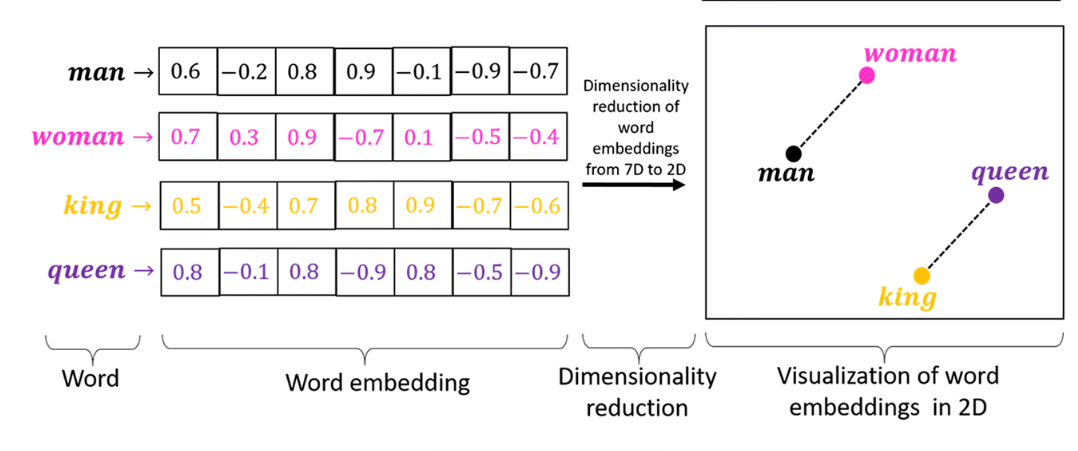 man → 0.6 −0.2 0.8 0.9 −0.1 −0.9 −0.7
woman → 0.7 0.3 0.9 −0.7 0.1 −0.5 −0.4
king → 0.5 −0.4 0.7 0.8 0.9 −0.7 −0.6
queen → 0.8 −0.1 0.8 −0.9 0.8 −0.5 −0.9
Dimensionality
reduction of
word
embeddings
from 7D to 2D
woman
man
queen
king
Word
Word embedding
Dimensionality
reduction
Visualization of word
embeddings in 2D